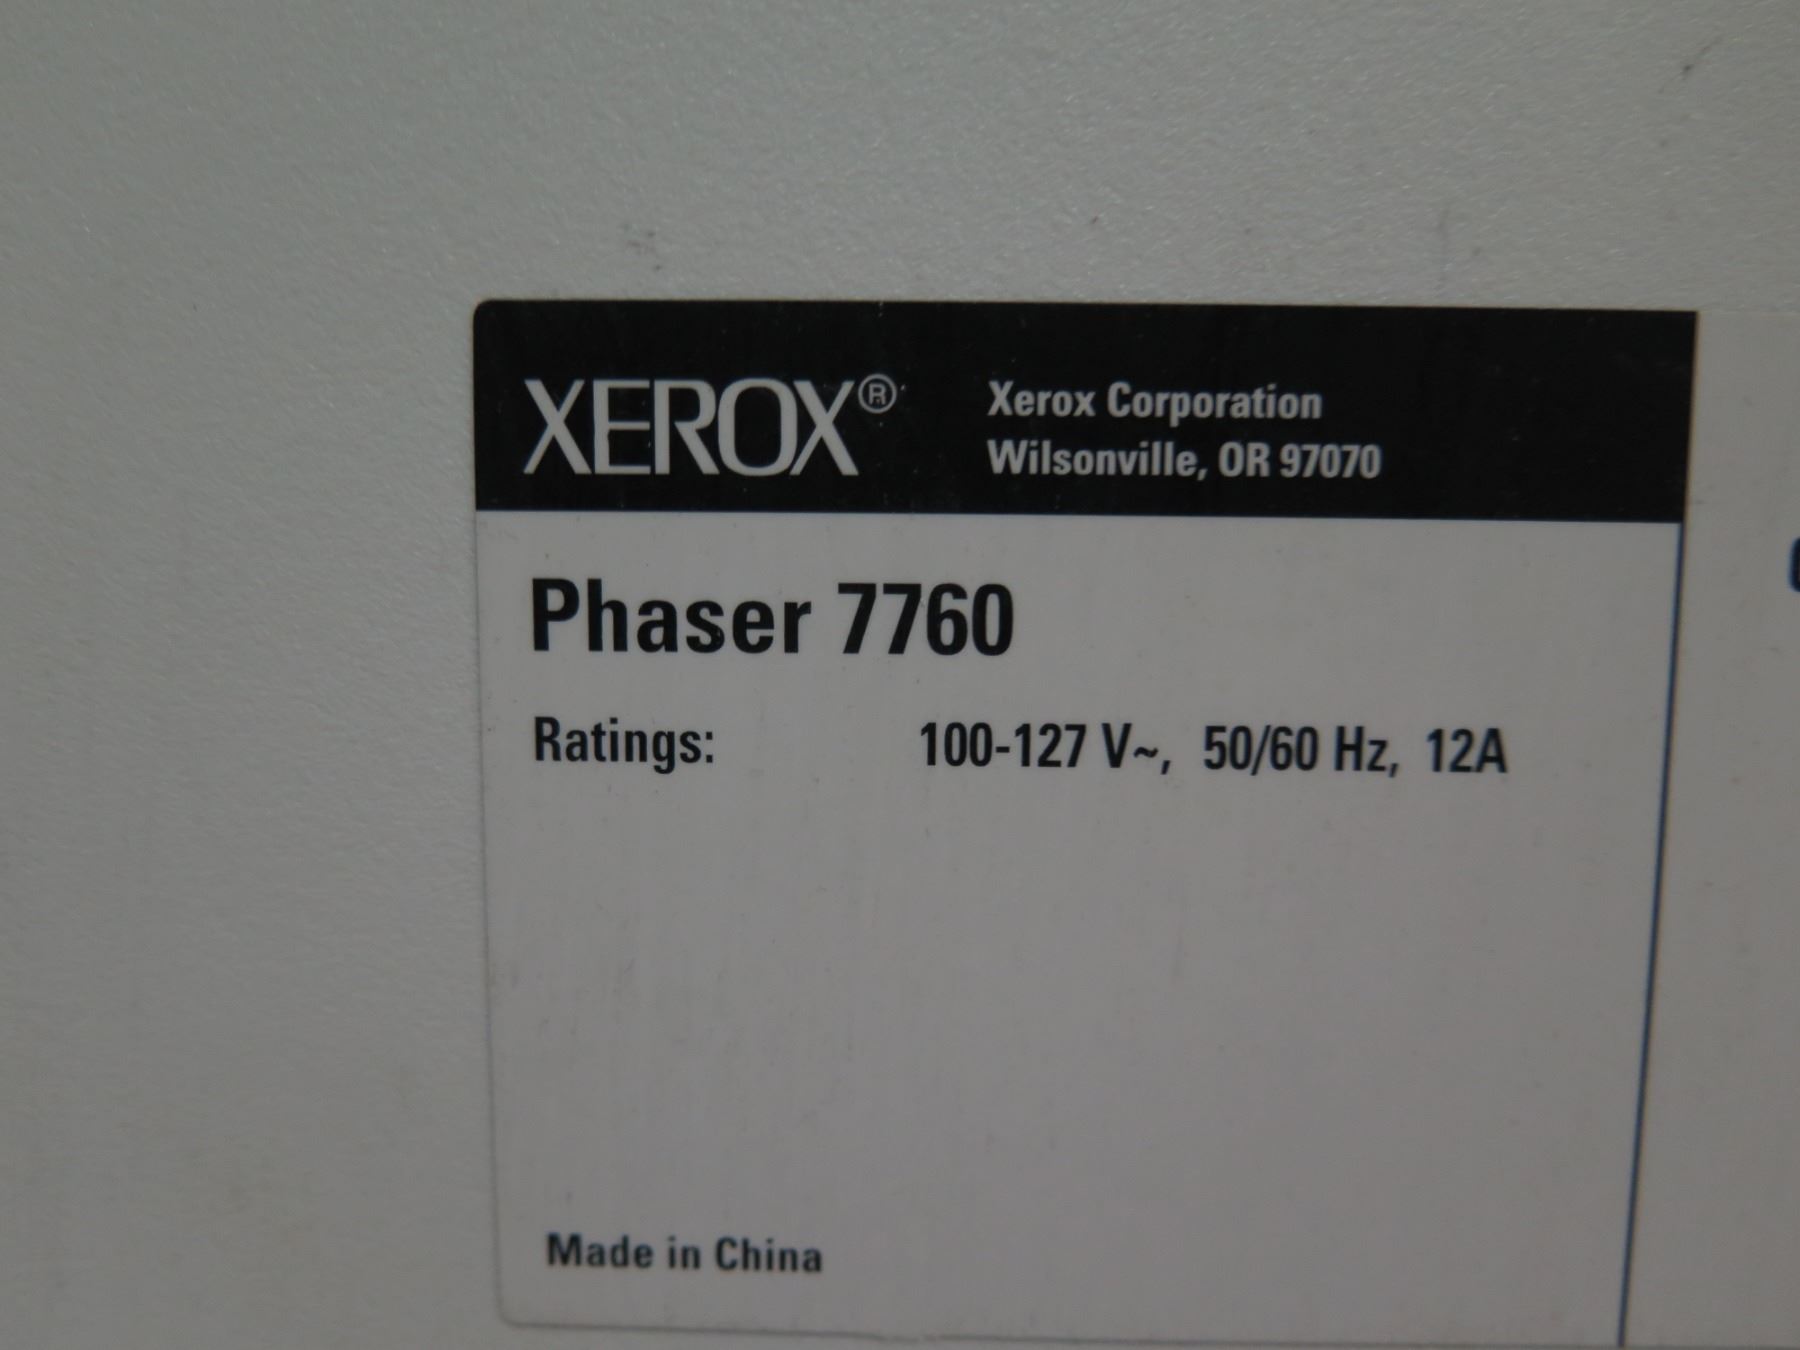 XEROX®
Xerox Corporation
Wilsonville, OR 97070
Phaser 7760
Ratings: 100-127 V~, 50/60 Hz, 12A
Made in China